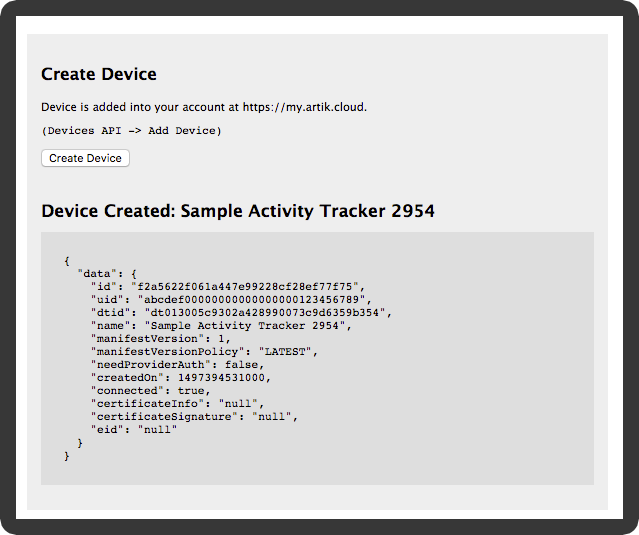 Create Device
Device is added into your account at https://my.artik.cloud.
(Devices API -> Add Device)
Create Device
Device Created: Sample Activity Tracker 2954
{
  "data": {
    "id": "f2a5622f061a447e99228cf28ef77f75",
    "uid": "abcdef00000000000000000123456789",
    "dtid": "dt013005c9302a428990073c9d6359b354",
    "name": "Sample Activity Tracker 2954",
    "manifestVersion": 1,
    "manifestVersionPolicy": "LATEST",
    "needProviderAuth": false,
    "createdOn": 1497394531000,
    "connected": true,
    "certificateInfo": "null",
    "certificateSignature": "null",
    "eid": "null"
  }
}